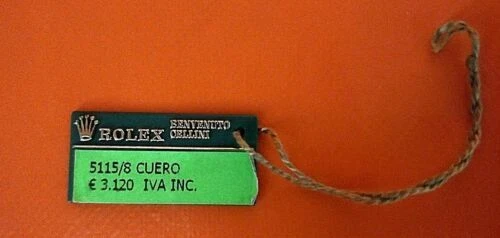 ROLEX
BENVENUTO
CELLINI
5115/8 CUERO
€ 3.120 IVA INC.